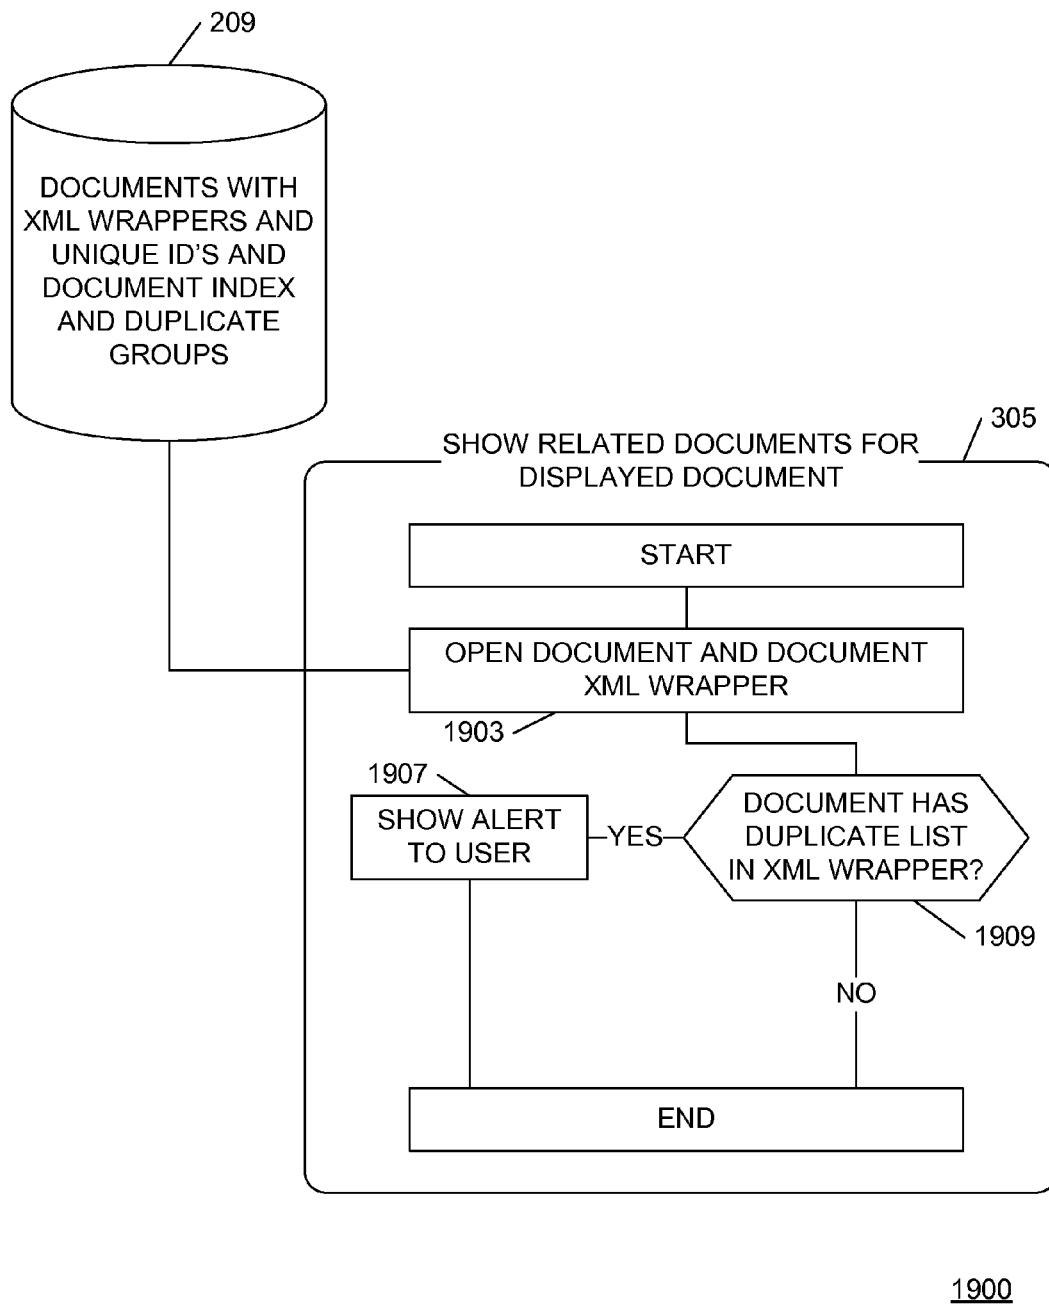 209
DOCUMENTS WITH
XML WRAPPERS AND
UNIQUE ID'S AND
DOCUMENT INDEX
AND DUPLICATE
GROUPS
305
SHOW RELATED DOCUMENTS FOR
DISPLAYED DOCUMENT
START
OPEN DOCUMENT AND DOCUMENT
XML WRAPPER
1903
1907
SHOW ALERT
TO USER
YES
DOCUMENT HAS
DUPLICATE LIST
IN XML WRAPPER?
1909
NO
END
1900